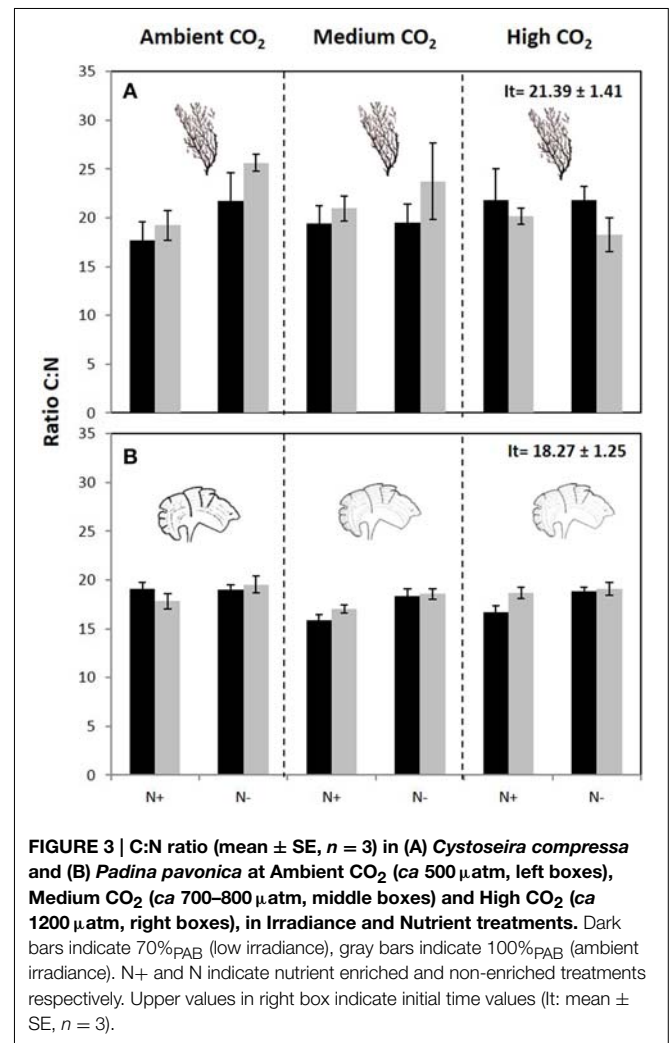 Ambient CO₂ Medium CO₂ High CO₂
35
30
25
20
15
10
5
0
A
It= 21.39 ± 1.41
Ratio C:N
35
30
25
20
15
10
5
0
B
It= 18.27 ± 1.25
N+ N- N+ N- N+ N-
FIGURE 3 | C:N ratio (mean ± SE, n = 3) in (A) Cystoseira compressa
and (B) Padina pavonica at Ambient CO₂ (ca 500 µatm, left boxes),
Medium CO₂ (ca 700–800 µatm, middle boxes) and High CO₂ (ca
1200 µatm, right boxes), in Irradiance and Nutrient treatments. Dark
bars indicate 70%PAB (low irradiance), gray bars indicate 100%PAB (ambient
irradiance). N+ and N indicate nutrient enriched and non-enriched treatments
respectively. Upper values in right box indicate initial time values (It: mean ±
SE, n = 3).